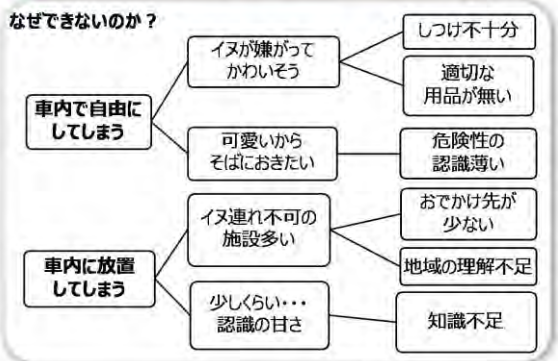 なぜできないのか?
車内で自由に
してしまう
イヌが嫌がって
かわいそう
しつけ不十分
適切な
用品が無い
可愛いから
そばにおきたい
危険性の
認識薄い
車内に放置
してしまう
イヌ連れ不可の
施設多い
おでかけ先が
少ない
地域の理解不足
少しくらい・・・
認識の甘さ
知識不足